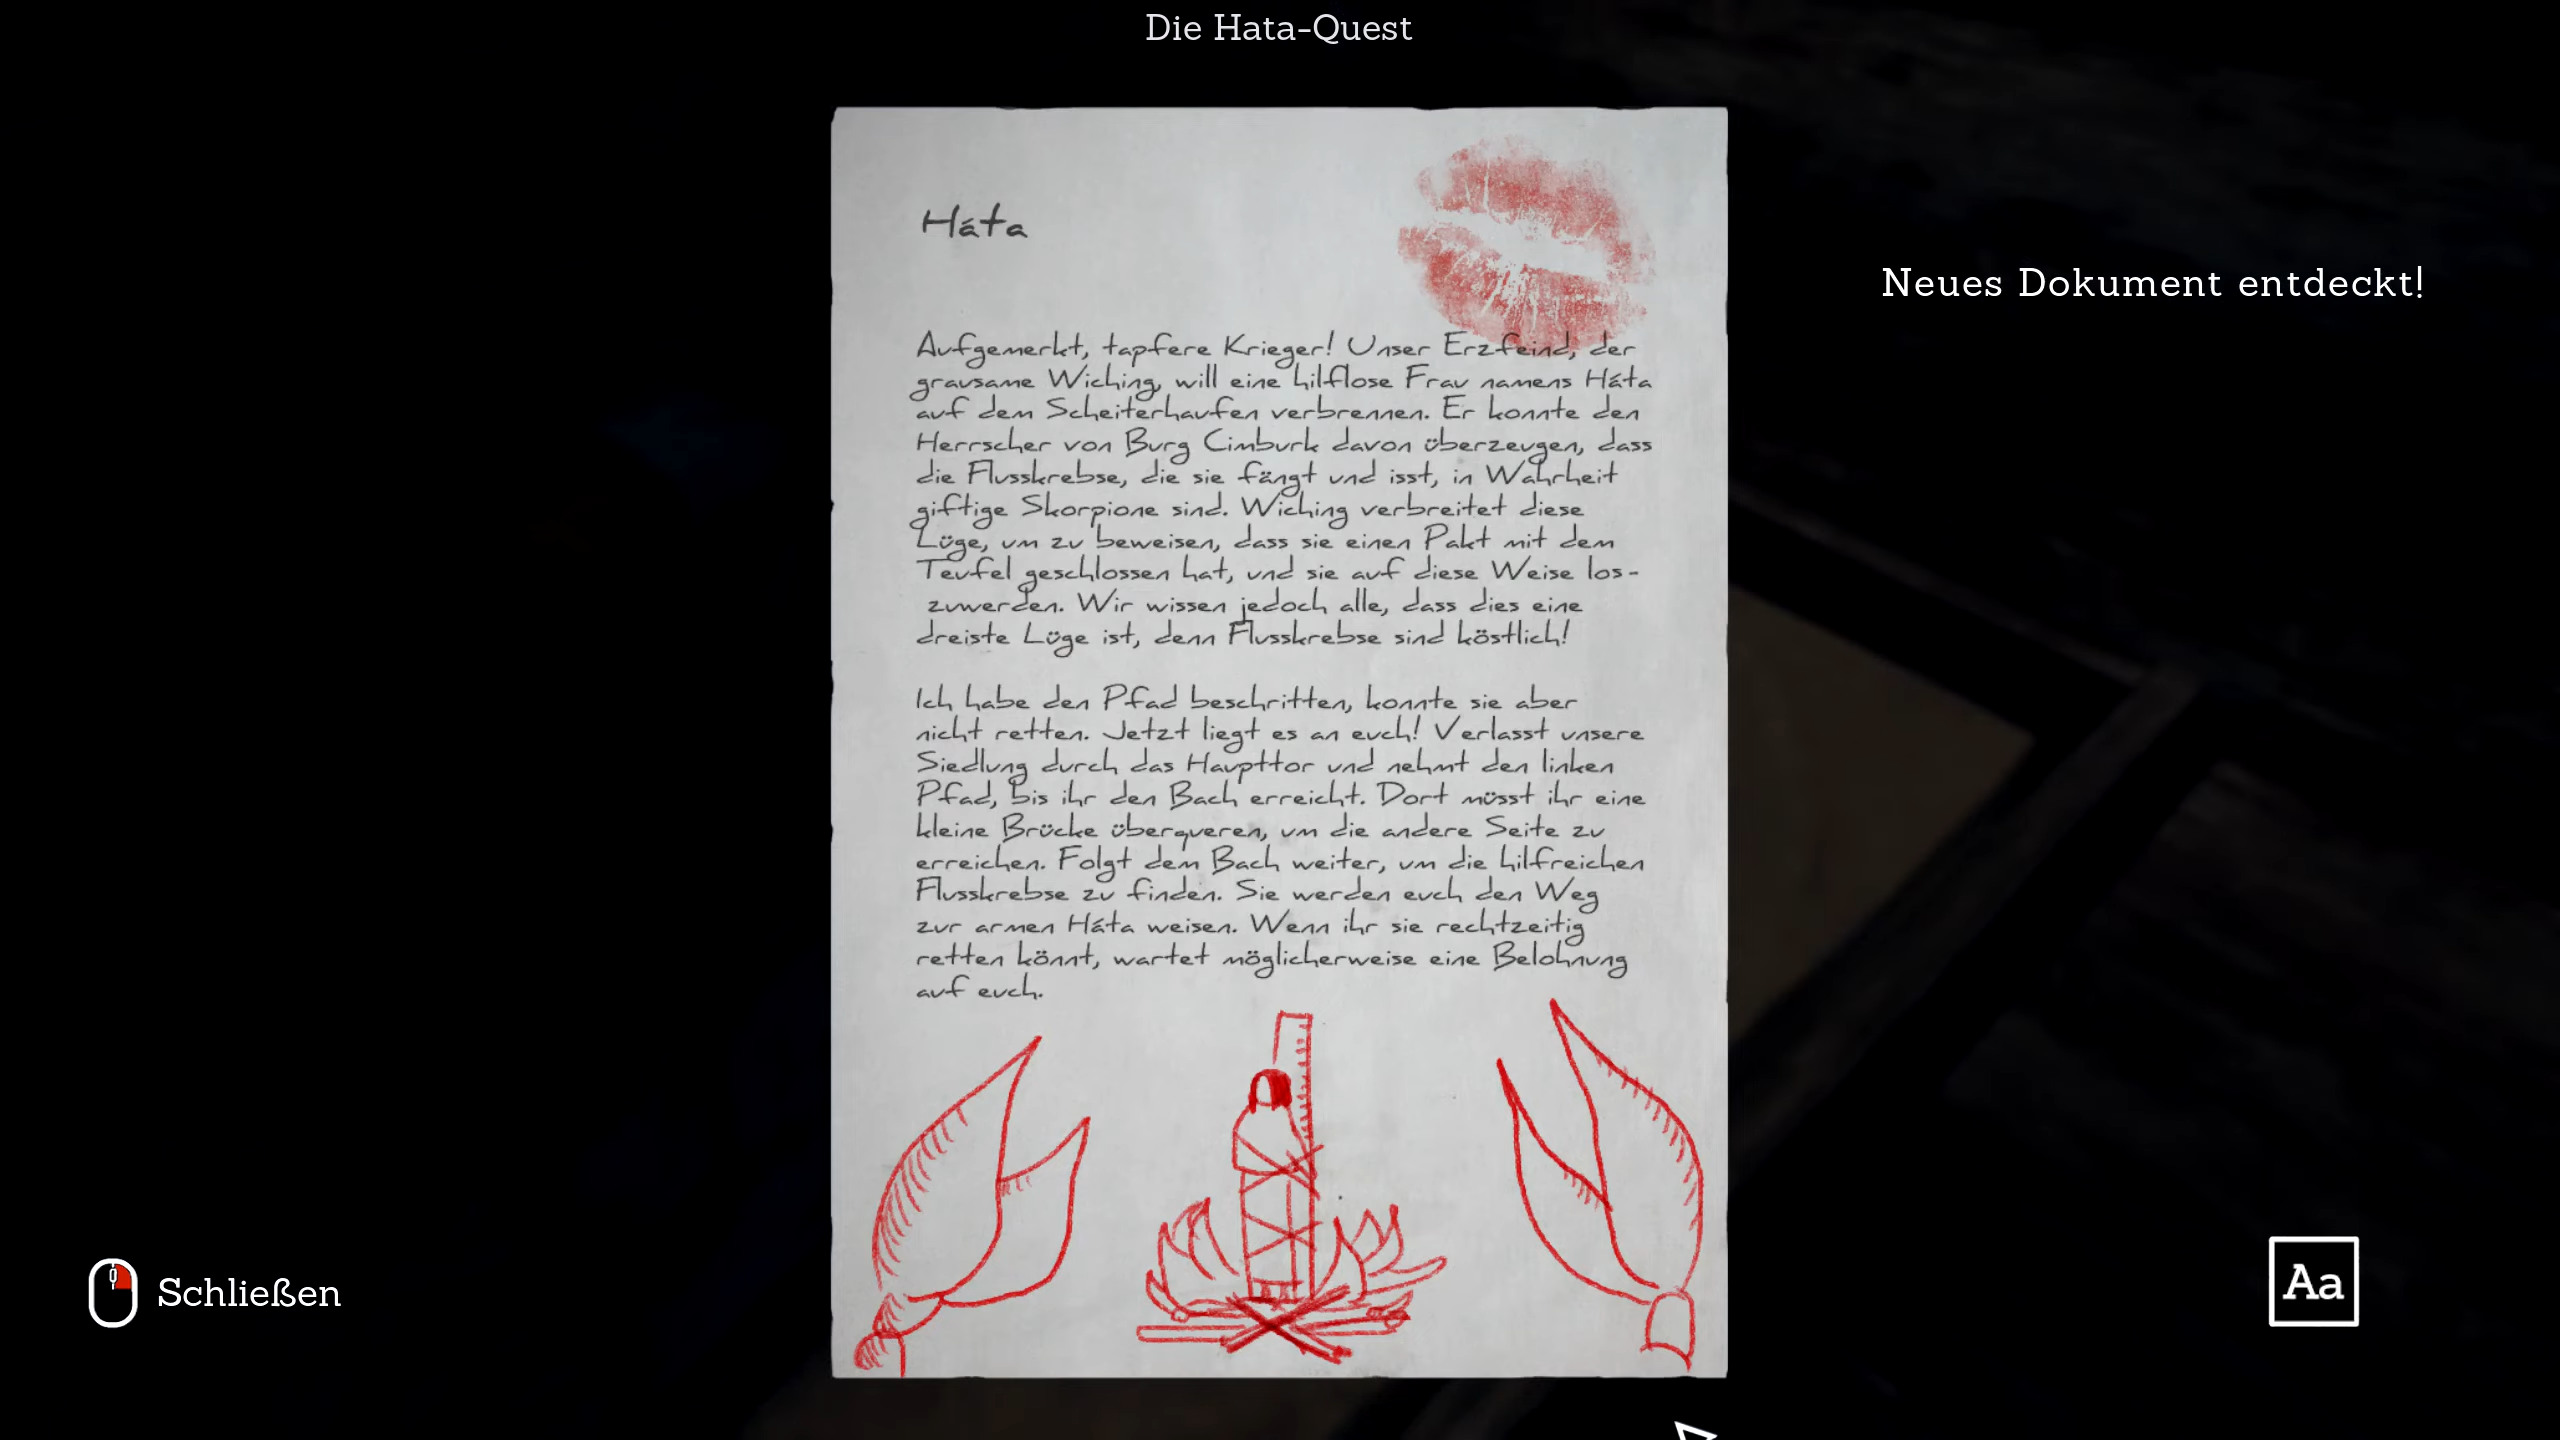 Die Hata-Quest
Háta
Neues Dokument entdeckt!
Aufgemerkt, tapfere Krieger! Unser Erzfeind, der
grausame Wiching, will eine hilflose Frau namens Háta
auf dem Scheiterhaufen verbrennen. Er konnte den
Herrscher von Burg Cimburk davon überzeugen, dass
die Flusskrebse, die sie fängt und isst, in Wahrheit
giftige Skorpione sind. Wiching verbreitet diese
Lüge, um zu beweisen, dass sie einen Pakt mit dem
Teufel geschlossen hat, und sie auf diese Weise los-
zuwerden. Wir wissen jedoch alle, dass dies eine
dreiste Lüge ist, denn Flusskrebse sind köstlich!
Ich habe den Pfad beschritten, konnte sie aber
nicht retten. Jetzt liegt es an euch! Verlasst unsere
Siedlung durch das Haupttor und nehmt den linken
Pfad, bis ihr den Bach erreicht. Dort müsst ihr eine
kleine Brücke überqueren, um die andere Seite zu
erreichen. Folgt dem Bach weiter, um die hilfreichen
Flusskrebse zu finden. Sie werden euch den Weg
zur armen Háta weisen. Wenn ihr sie rechtzeitig
retten könnt, wartet möglicherweise eine Belohnung
auf euch.
Schließen
Aa